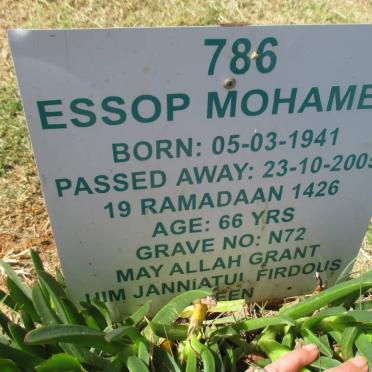 786
ESSOP MOHAME
BORN: 05-03-1941
PASSED AWAY: 23-10-2005
19 RAMADAAN 1426
AGE: 66 YRS
GRAVE NO: N72
MAY ALLAH GRANT
HIM JANNIATUL FIRDOUS